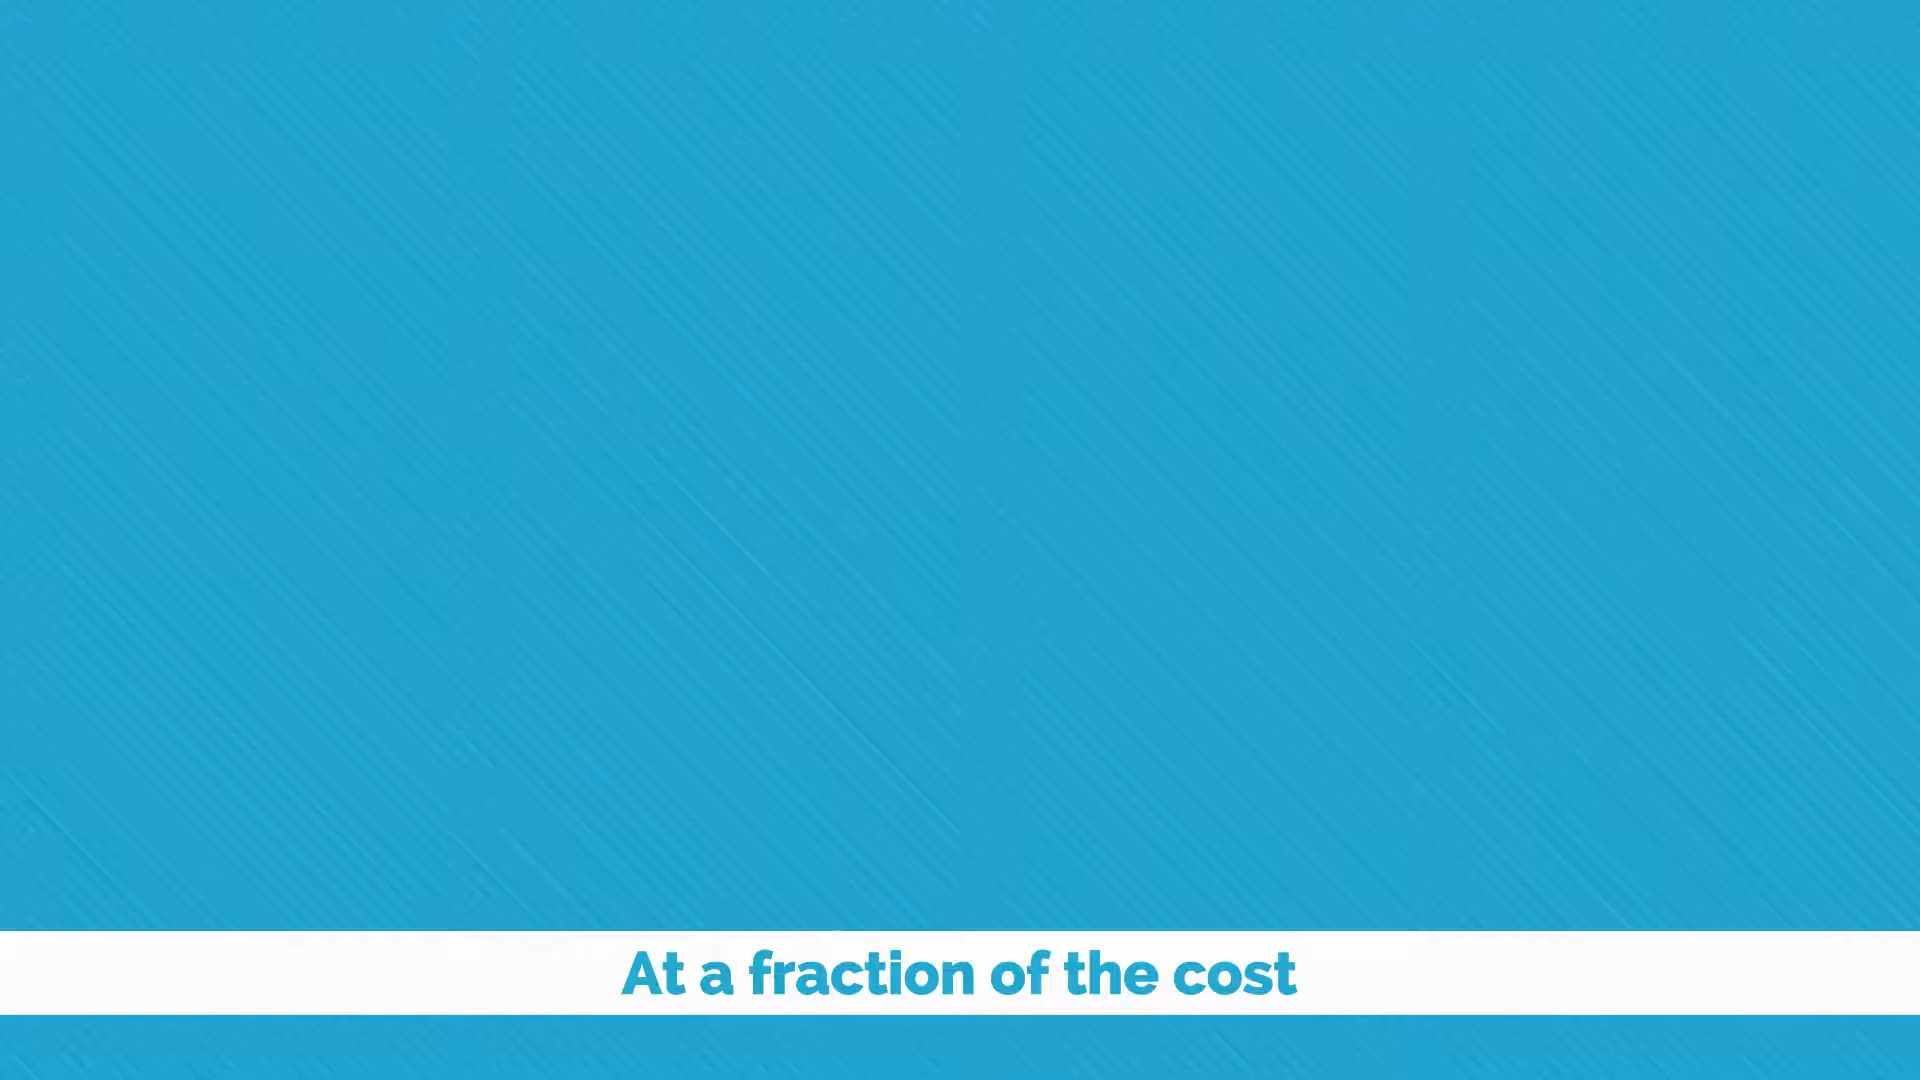 At a fraction of the cost